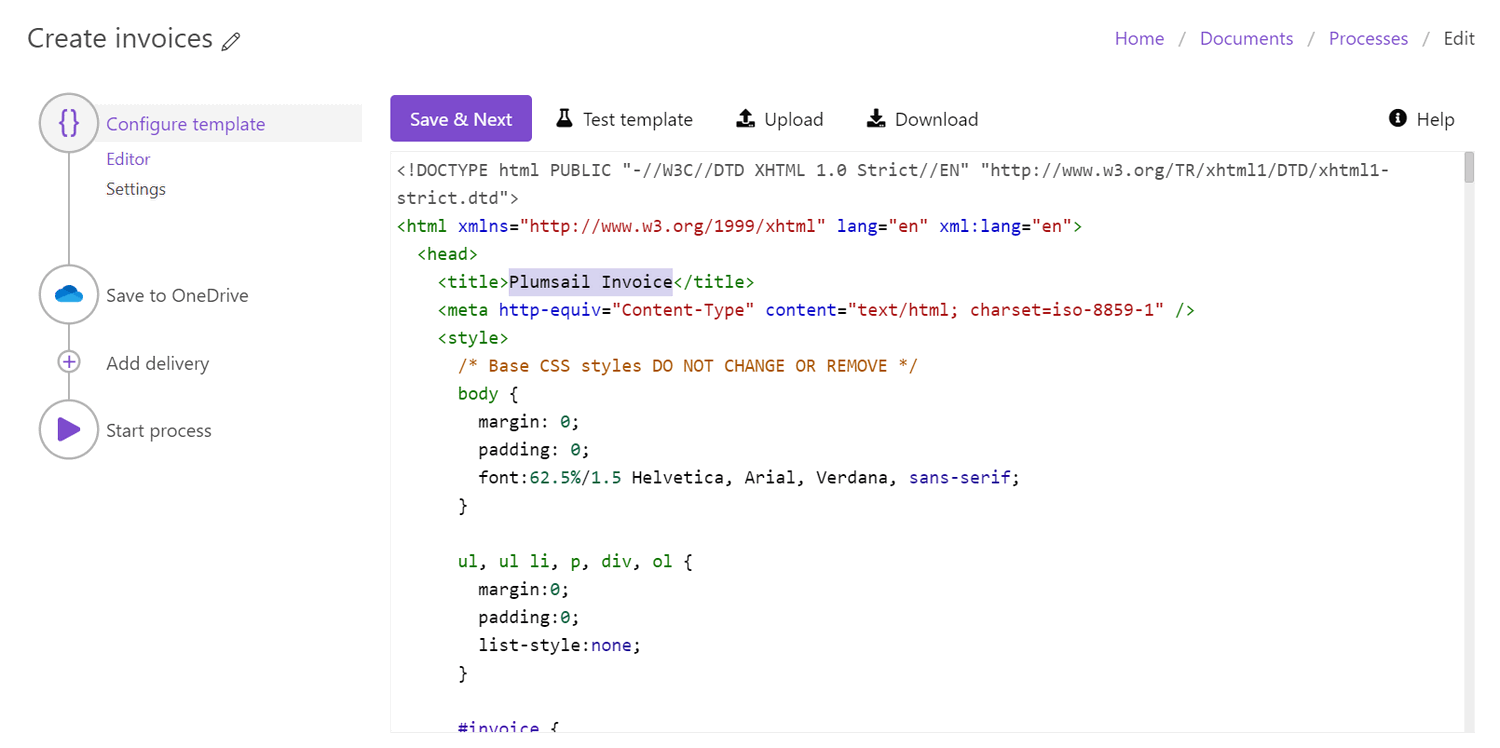 Create invoices
Home / Documents / Processes / Edit
{} Configure template
Editor
Settings
Save to OneDrive
+ Add delivery
Start process
Save & Next Test template Upload Download Help
<!DOCTYPE html PUBLIC "-//W3C//DTD XHTML 1.0 Strict//EN" "http://www.w3.org/TR/xhtml1/DTD/xhtml1-
strict.dtd">
<html xmlns="http://www.w3.org/1999/xhtml" lang="en" xml:lang="en">
<head>
<title>Plumsail Invoice</title>
<meta http-equiv="Content-Type" content="text/html; charset=iso-8859-1" />
<style>
/* Base CSS styles DO NOT CHANGE OR REMOVE */
body {
margin: 0;
padding: 0;
font:62.5%/1.5 Helvetica, Arial, Verdana, sans-serif;
}
ul, ul li, p, div, ol {
margin:0;
padding:0;
list-style:none;
}
#invoice {